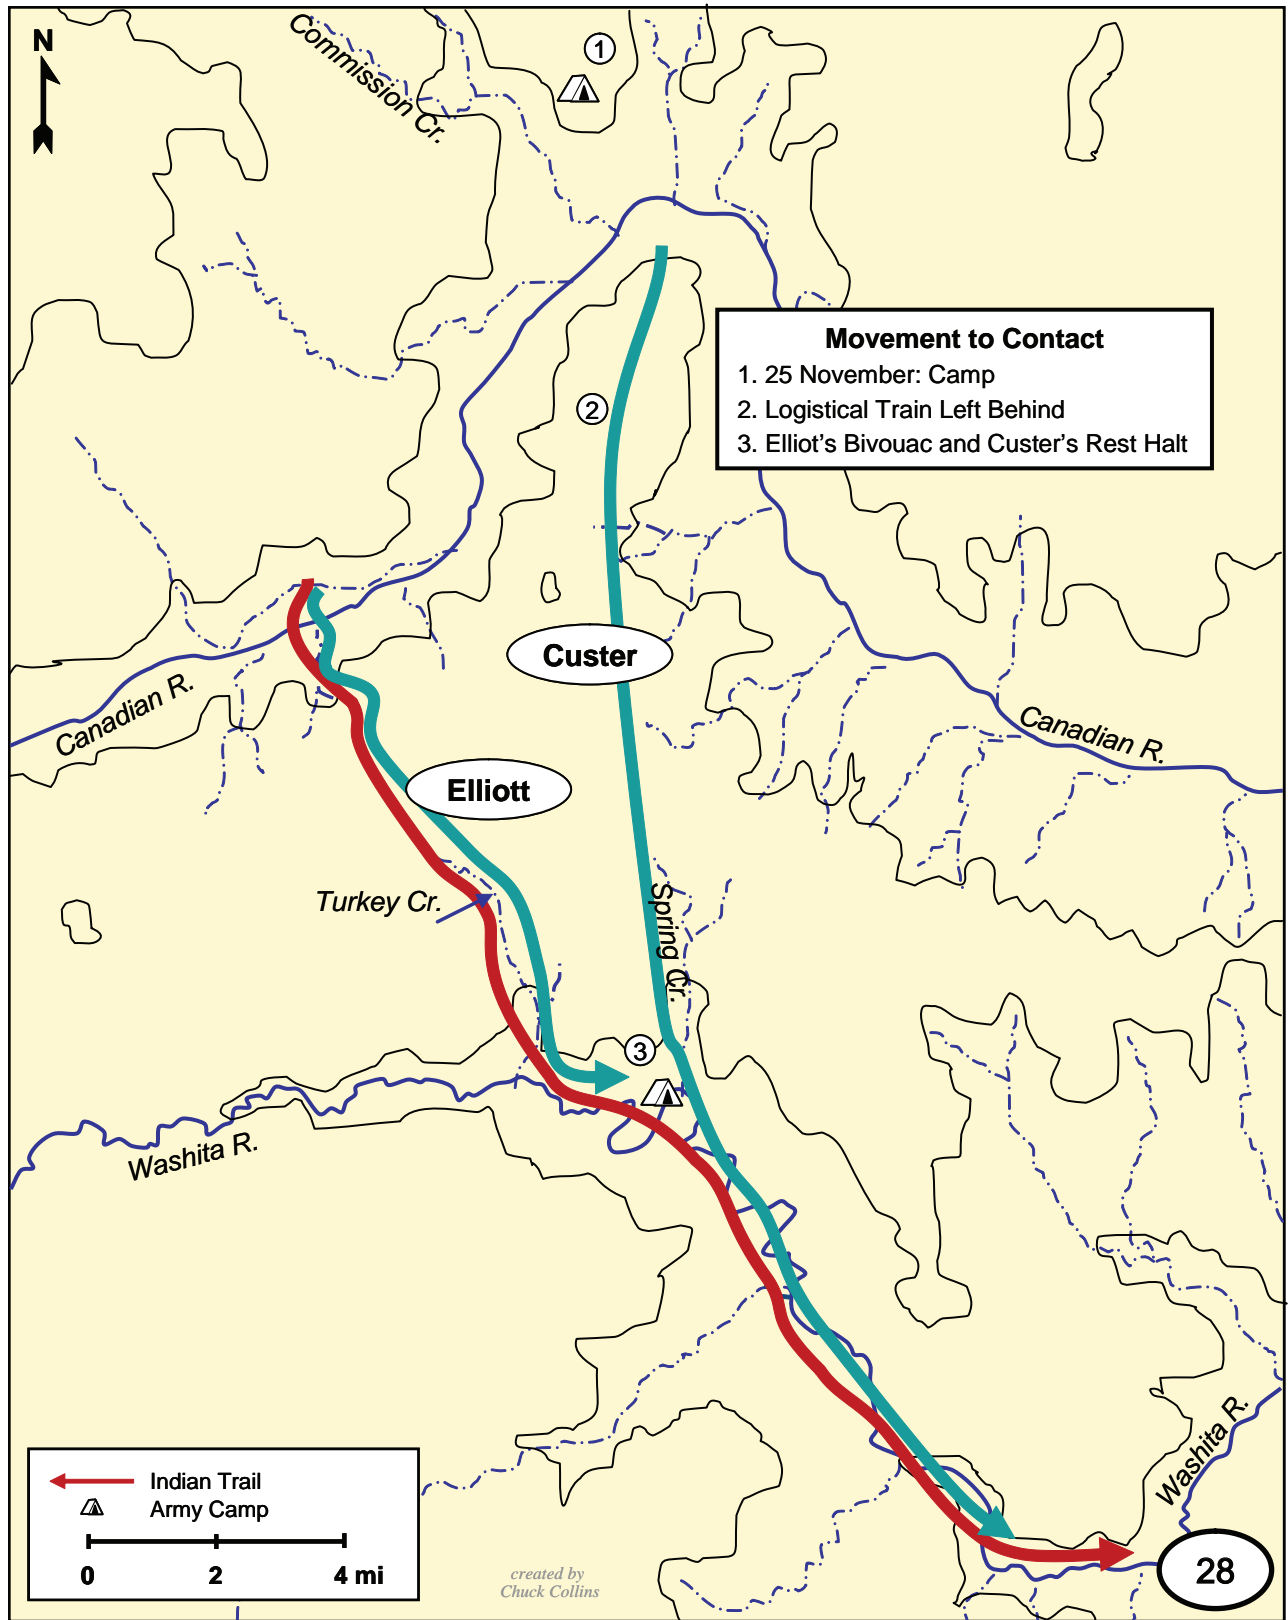 N
Commission Cr.
1
Movement to Contact
1. 25 November: Camp
2. Logistical Train Left Behind
3. Elliot's Bivouac and Custer's Rest Halt
2
Custer
Canadian R.
Canadian R.
Elliott
Turkey Cr.
Spring Cr.
3
Washita R.
Washita R.
Indian Trail
Army Camp
0 2 4 mi
created by
Chuck Collins
28